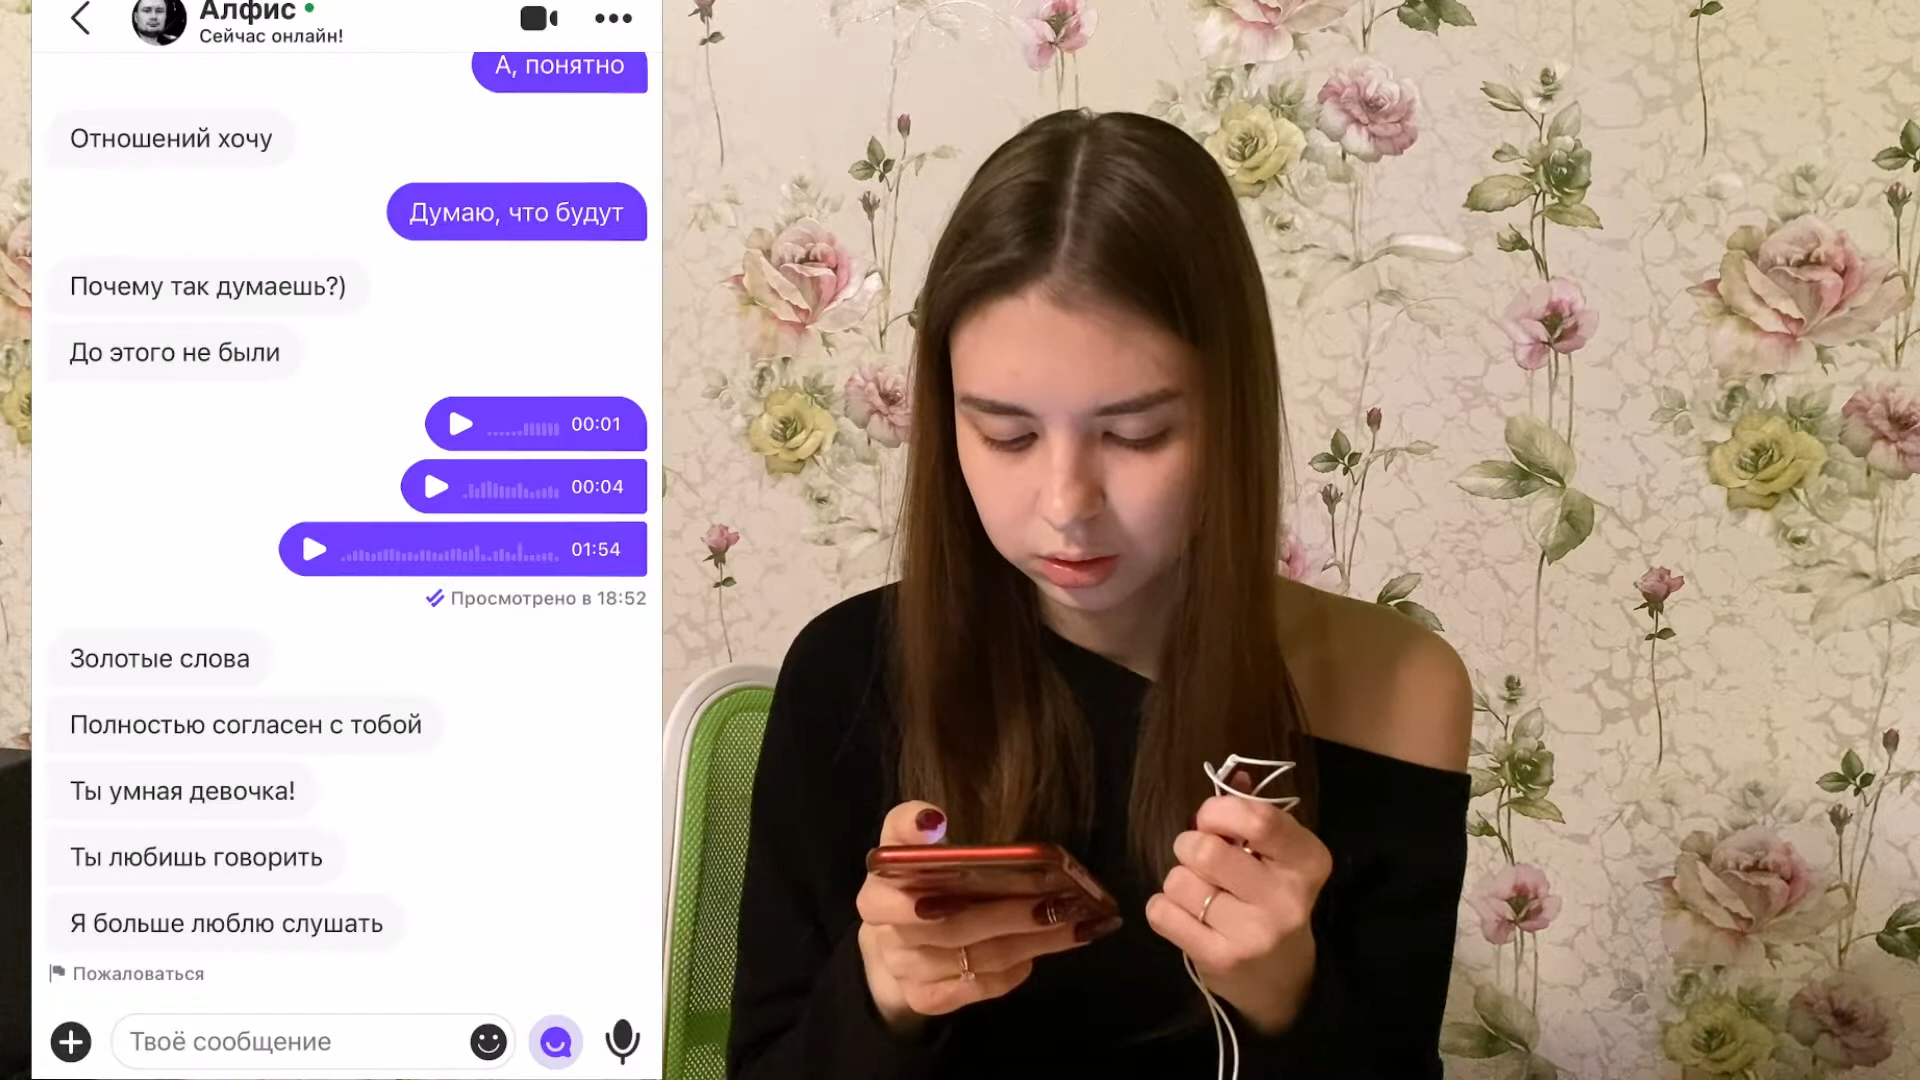 Алфис
Сейчас онлайн!
А, понятно
Отношений хочу
Думаю, что будут
Почему так думаешь?)
До этого не были
00:01
00:04
01:54
Просмотрено в 18:52
Золотые слова
Полностью согласен с тобой
Ты умная девочка!
Ты любишь говорить
Я больше люблю слушать
Пожаловаться
Твоё сообщение